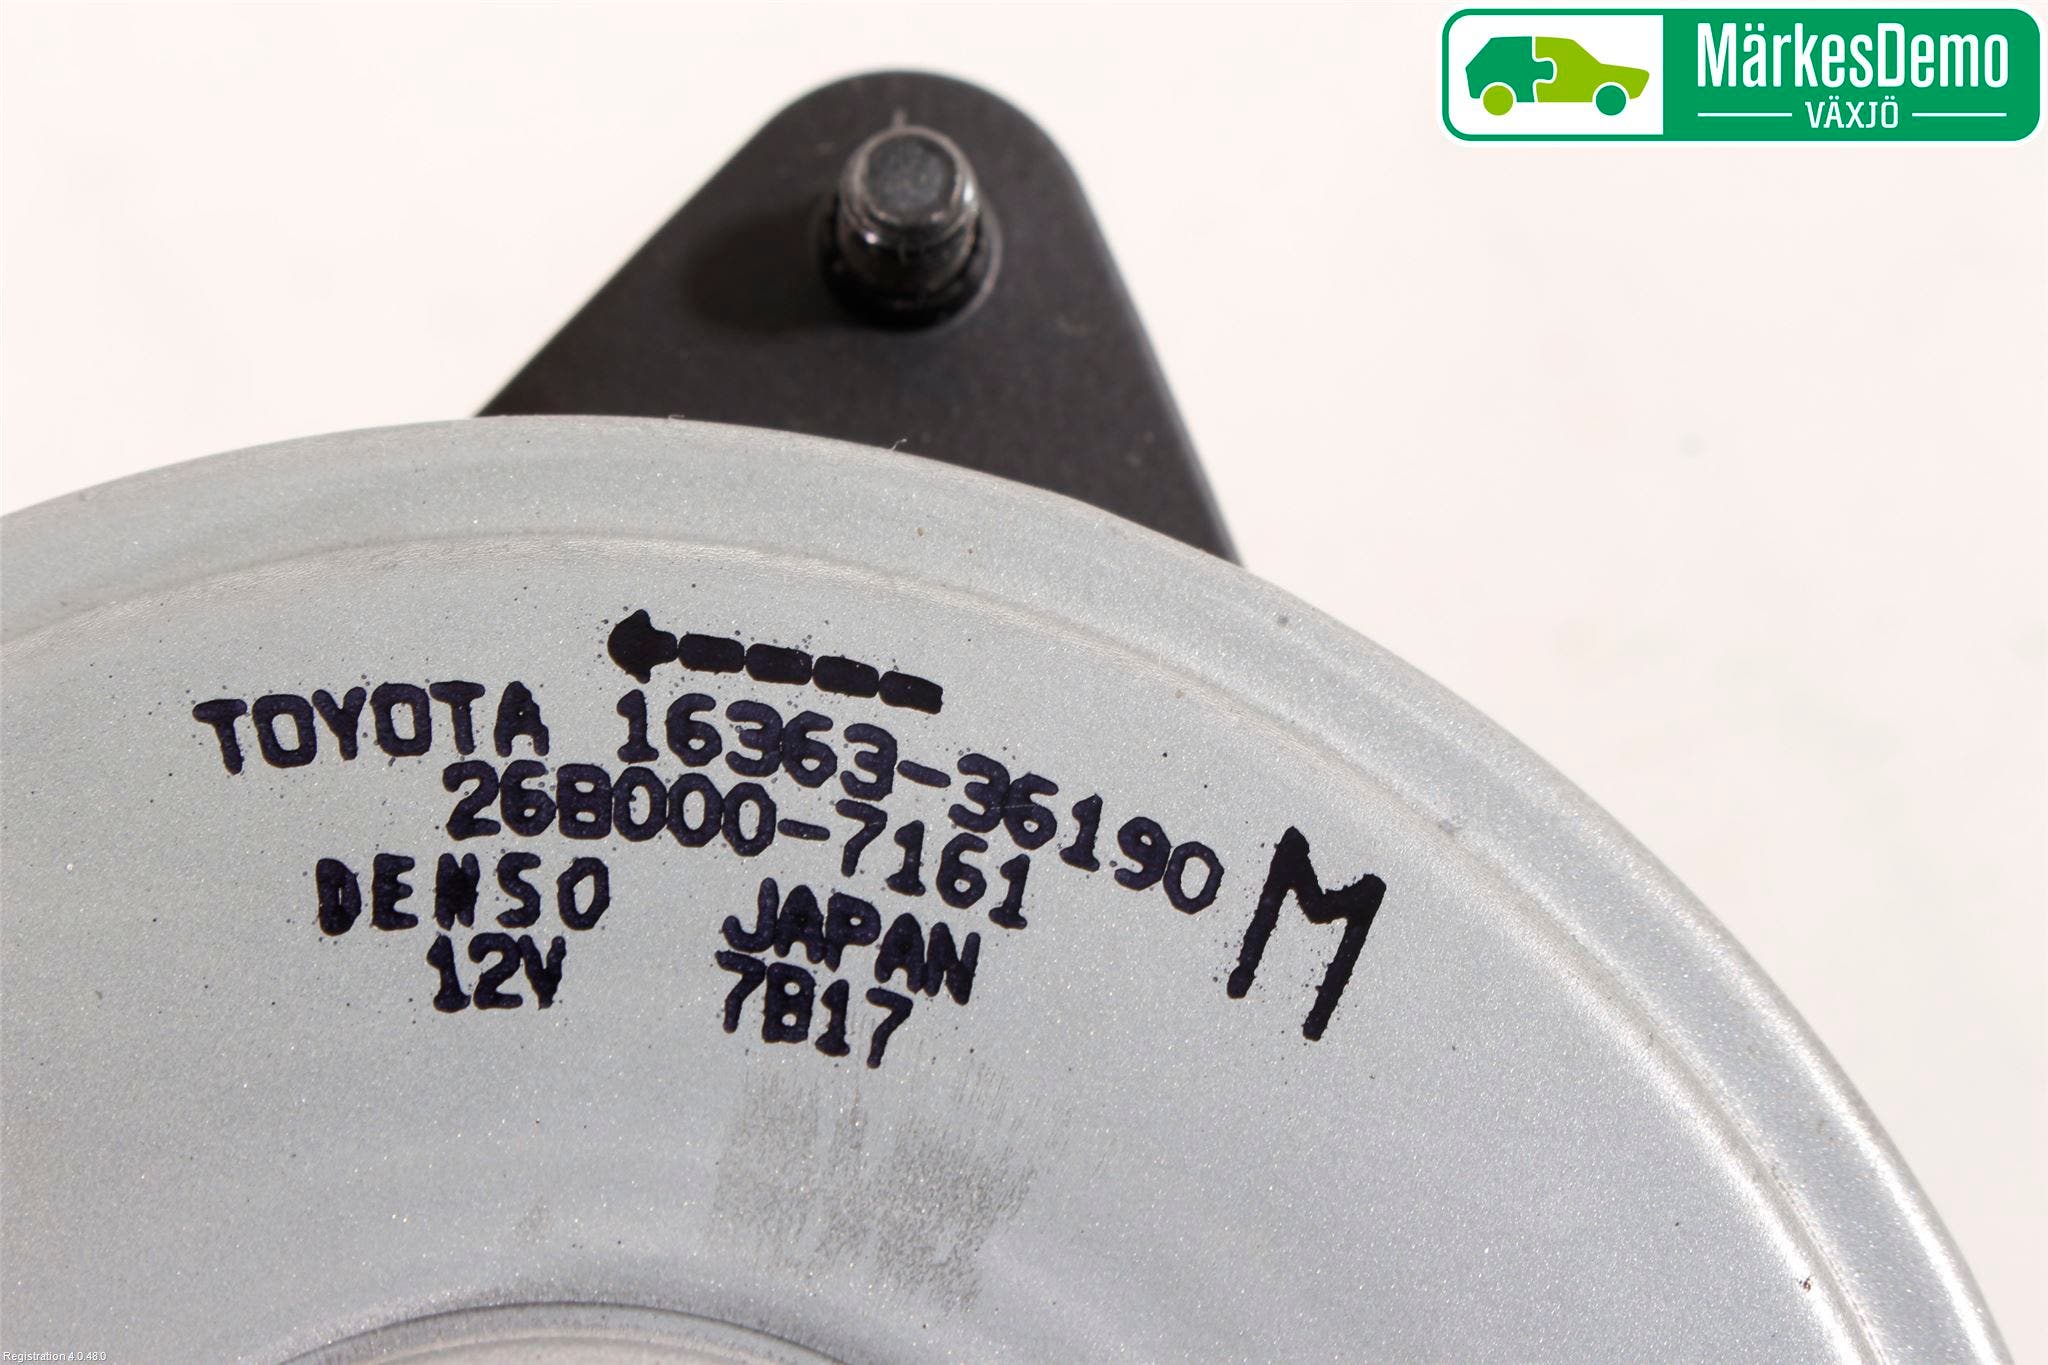 MärkesDemo
VÄXJÖ
TOYOTA 16363-36190 M
268000-7161
DENSO JAPAN
12V 7B17
Registration 4.0.48.0